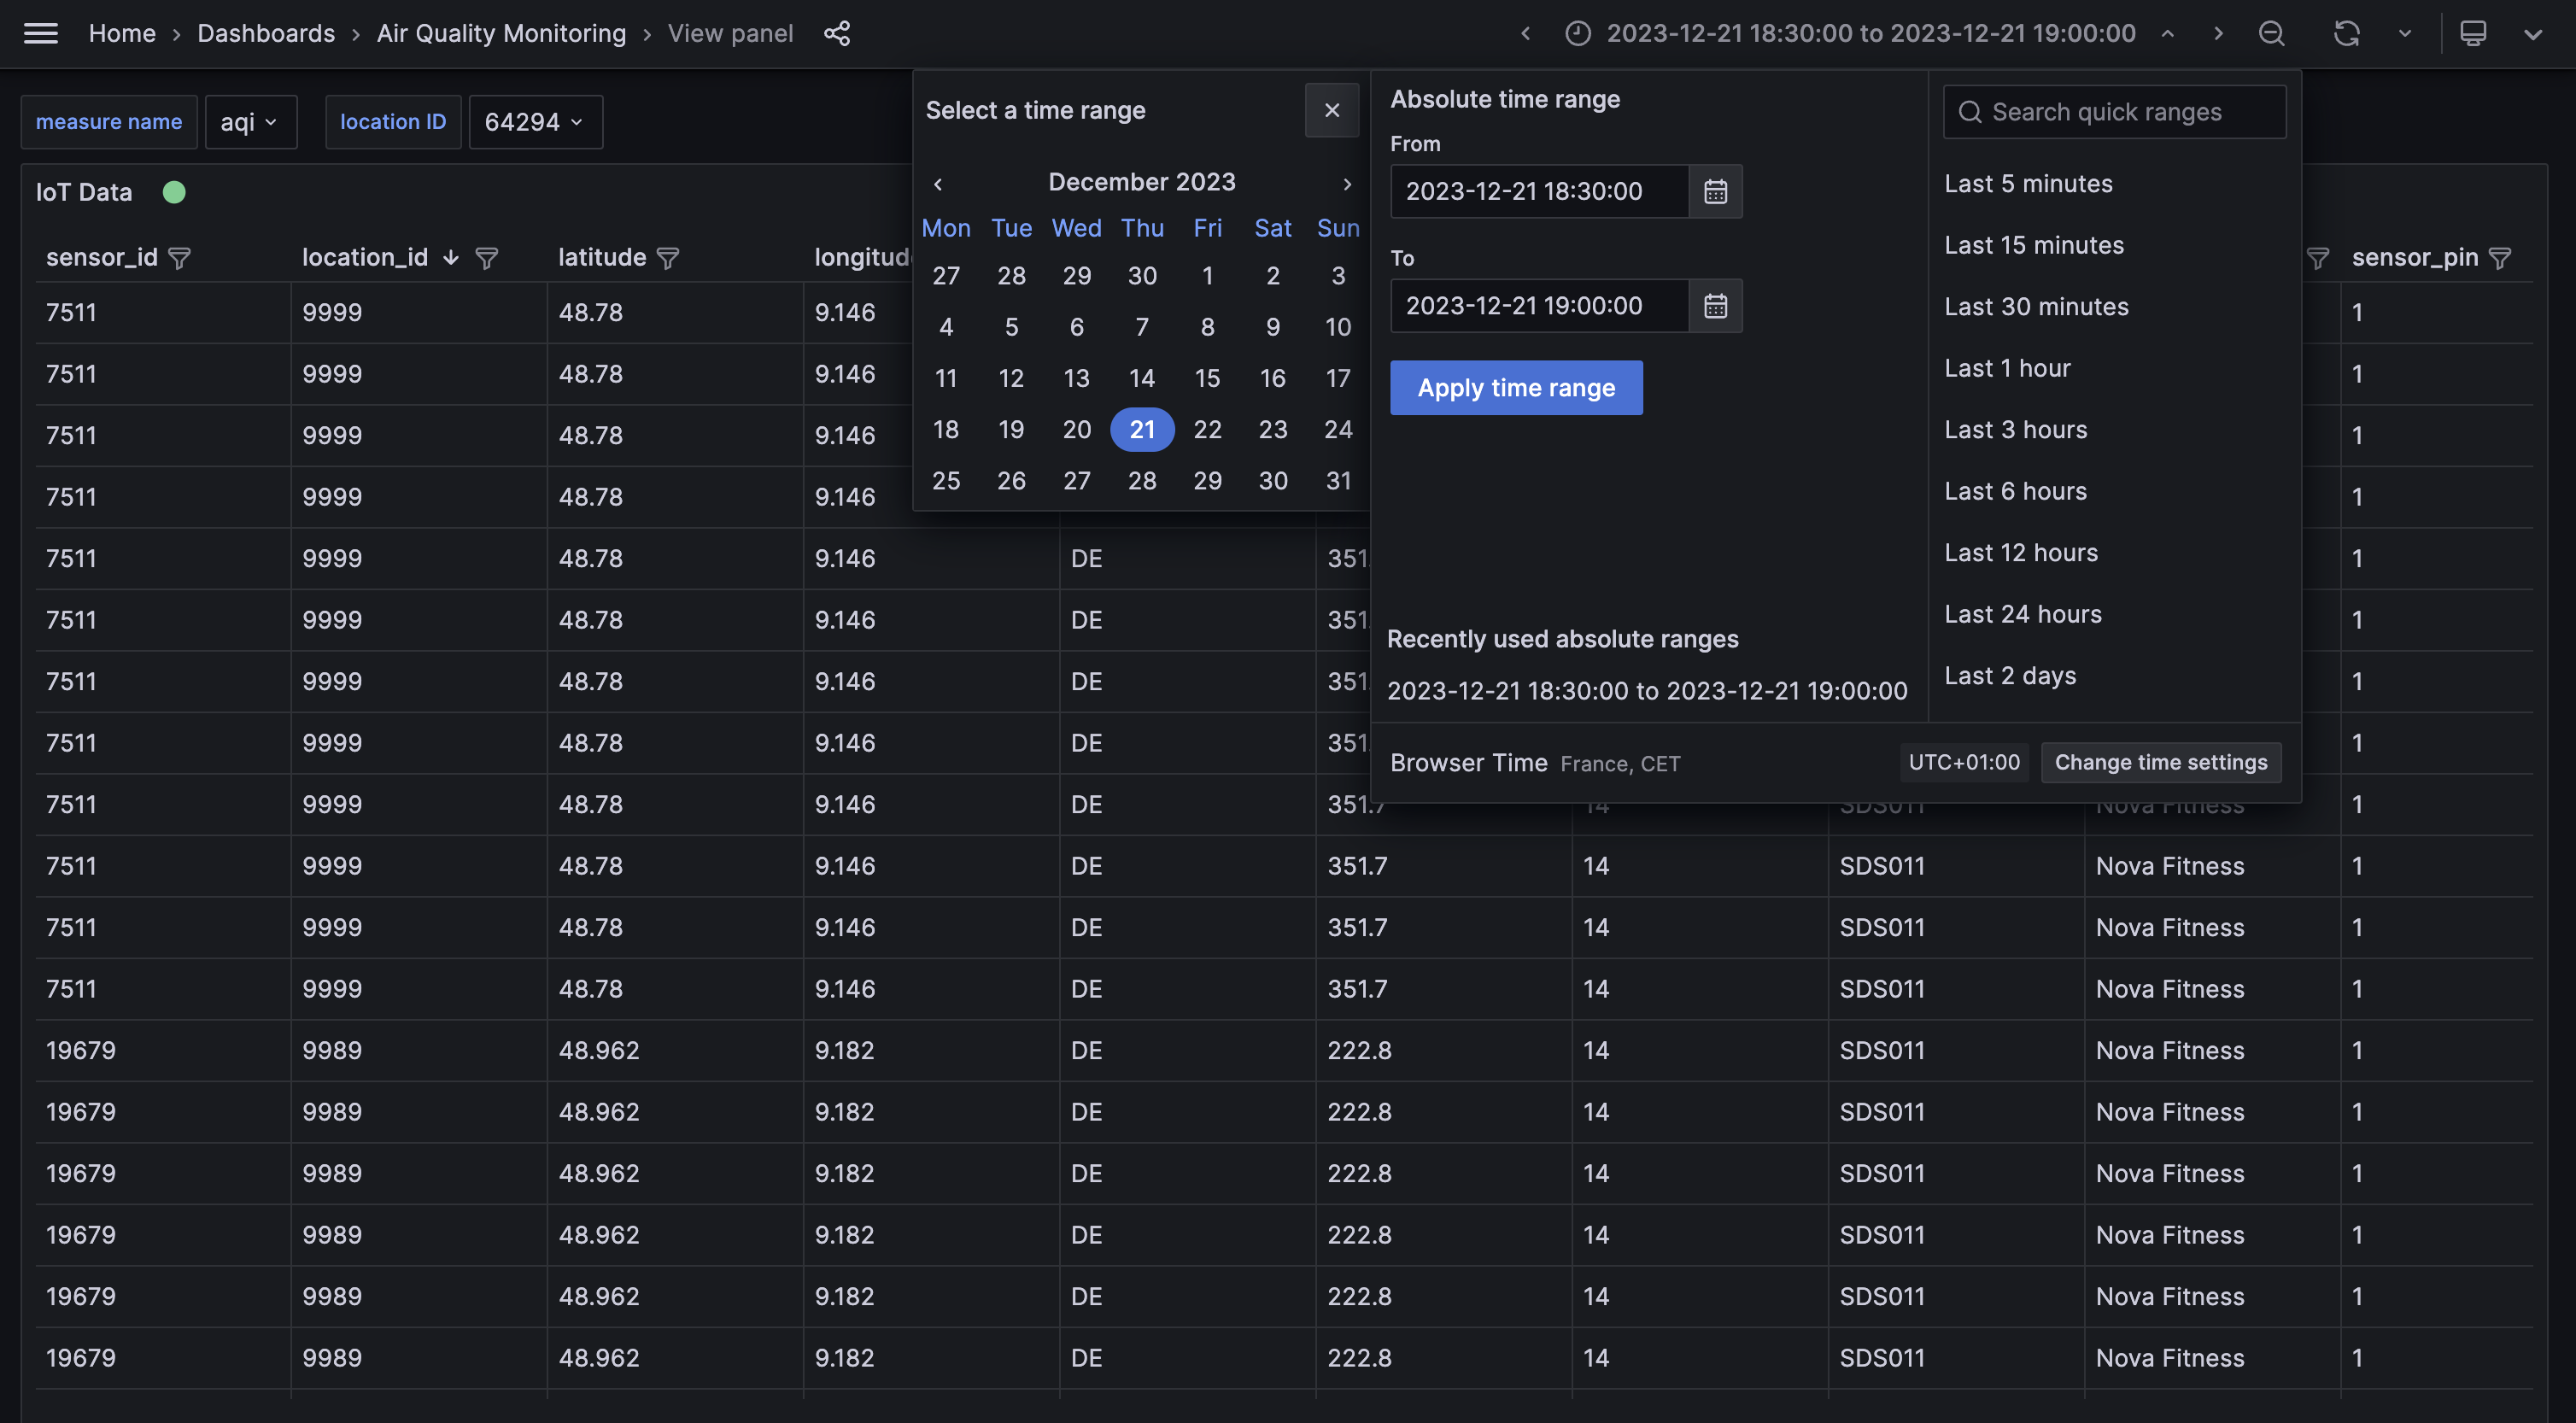 Home › Dashboards › Air Quality Monitoring › View panel
2023-12-21 18:30:00 to 2023-12-21 19:00:00
measure name aqi location ID 64294
IoT Data
Select a time range
December 2023
Mon Tue Wed Thu Fri Sat Sun
27 28 29 30 1 2 3
4 5 6 7 8 9 10
11 12 13 14 15 16 17
18 19 20 21 22 23 24
25 26 27 28 29 30 31
Absolute time range
From
2023-12-21 18:30:00
To
2023-12-21 19:00:00
Apply time range
Recently used absolute ranges
2023-12-21 18:30:00 to 2023-12-21 19:00:00
Search quick ranges
Last 5 minutes
Last 15 minutes
Last 30 minutes
Last 1 hour
Last 3 hours
Last 6 hours
Last 12 hours
Last 24 hours
Last 2 days
Browser Time France, CET UTC+01:00 Change time settings
sensor_id location_id latitude longitud sensor_pin
7511 9999 48.78 9.146 1
7511 9999 48.78 9.146 1
7511 9999 48.78 9.146 1
7511 9999 48.78 9.146 1
7511 9999 48.78 9.146 DE 351. 1
7511 9999 48.78 9.146 DE 351. 1
7511 9999 48.78 9.146 DE 351. 1
7511 9999 48.78 9.146 DE 351. 1
7511 9999 48.78 9.146 DE 351.7 14 SDS011 Nova Fitness 1
7511 9999 48.78 9.146 DE 351.7 14 SDS011 Nova Fitness 1
7511 9999 48.78 9.146 DE 351.7 14 SDS011 Nova Fitness 1
7511 9999 48.78 9.146 DE 351.7 14 SDS011 Nova Fitness 1
19679 9989 48.962 9.182 DE 222.8 14 SDS011 Nova Fitness 1
19679 9989 48.962 9.182 DE 222.8 14 SDS011 Nova Fitness 1
19679 9989 48.962 9.182 DE 222.8 14 SDS011 Nova Fitness 1
19679 9989 48.962 9.182 DE 222.8 14 SDS011 Nova Fitness 1
19679 9989 48.962 9.182 DE 222.8 14 SDS011 Nova Fitness 1
19679 9989 48.962 9.182 DE 222.8 14 SDS011 Nova Fitness 1